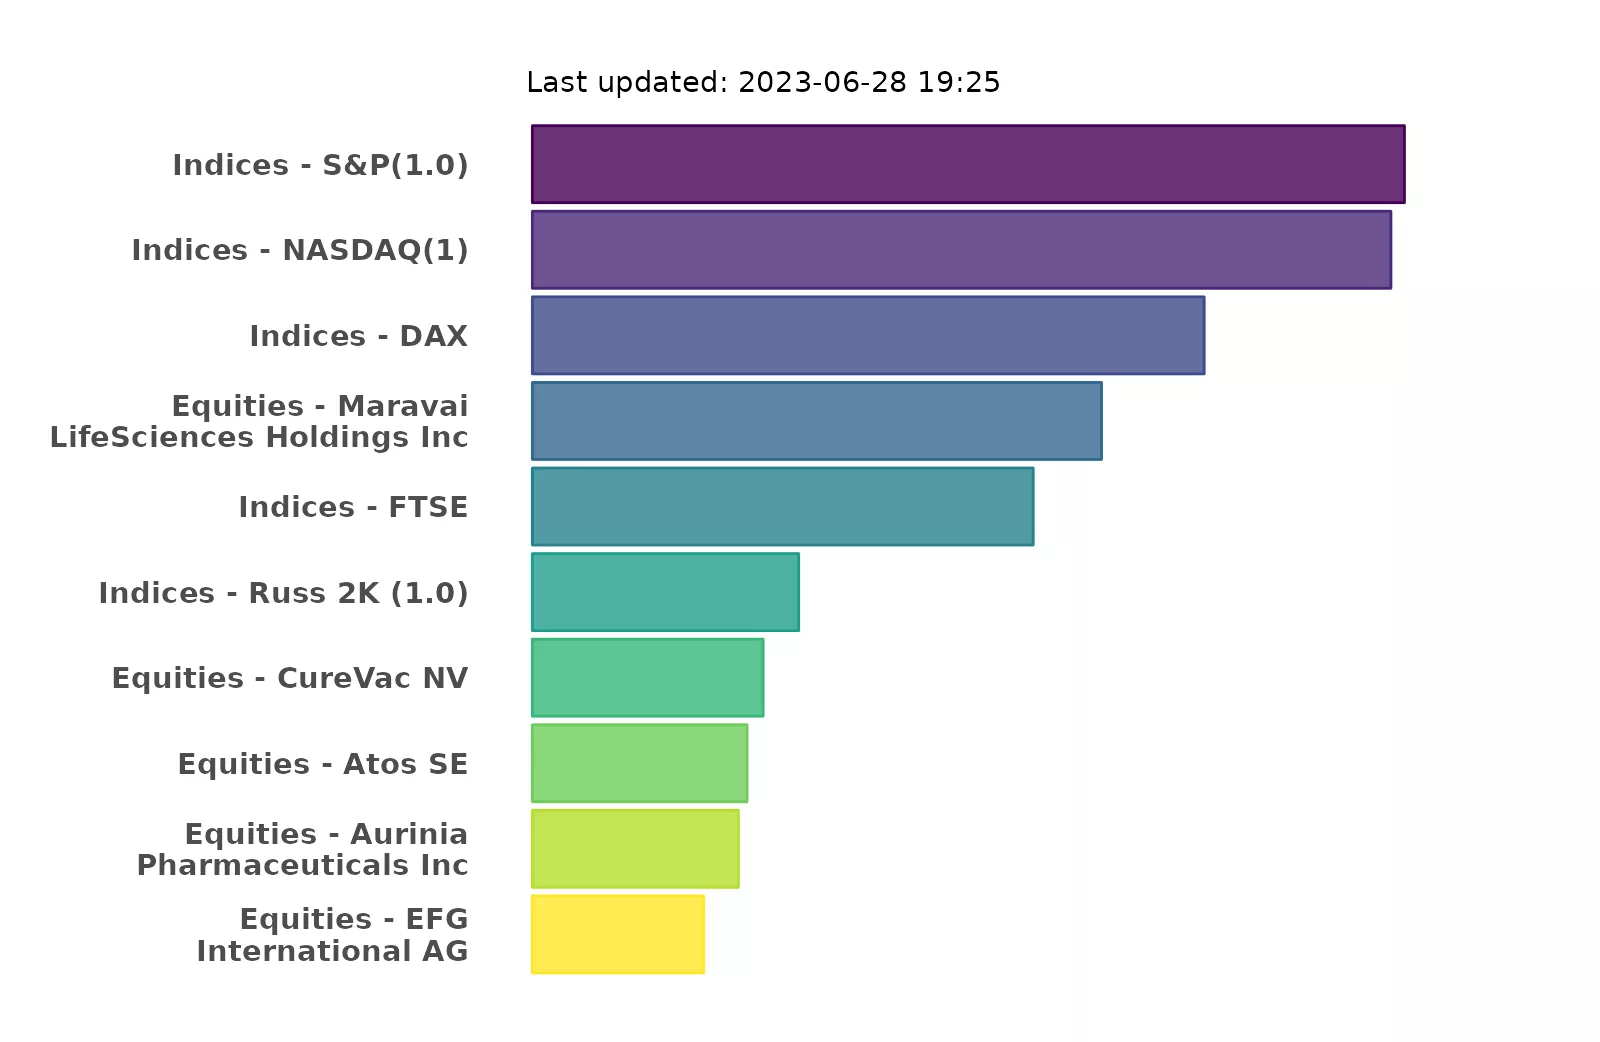 Last updated: 2023-06-28 19:25
Indices - S&P(1.0)
Indices - NASDAQ(1)
Indices - DAX
Equities - Maravai
LifeSciences Holdings Inc
Indices - FTSE
Indices - Russ 2K (1.0)
Equities - CureVac NV
Equities - Atos SE
Equities - Aurinia
Pharmaceuticals Inc
Equities - EFG
International AG